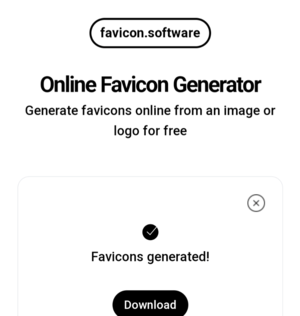 favicon.software
Online Favicon Generator
Generate favicons online from an image or
logo for free
Favicons generated!
Download